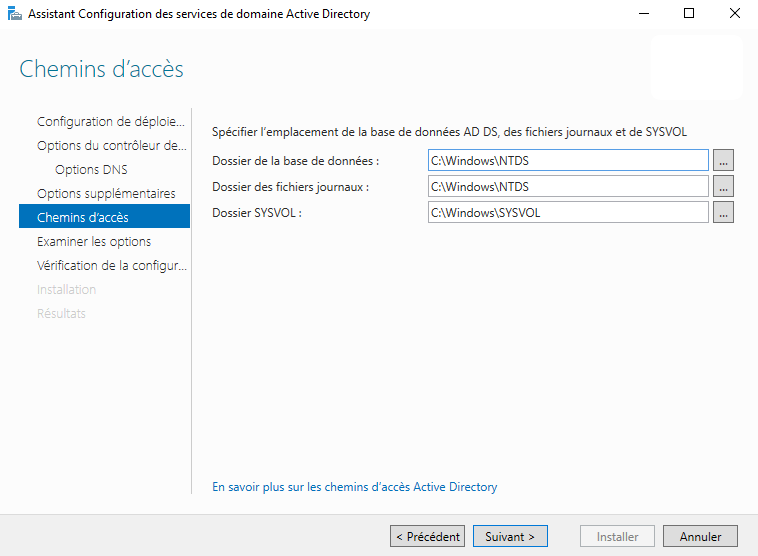 Assistant Configuration des services de domaine Active Directory
Chemins d’accès
Configuration de déploie...
Options du contrôleur de...
Options DNS
Options supplémentaires
Chemins d’accès
Examiner les options
Vérification de la configur...
Installation
Résultats
Spécifier l’emplacement de la base de données AD DS, des fichiers journaux et de SYSVOL
Dossier de la base de données : C:\Windows\NTDS ...
Dossier des fichiers journaux : C:\Windows\NTDS ...
Dossier SYSVOL : C:\Windows\SYSVOL ...
En savoir plus sur les chemins d’accès Active Directory
< Précédent Suivant > Installer Annuler